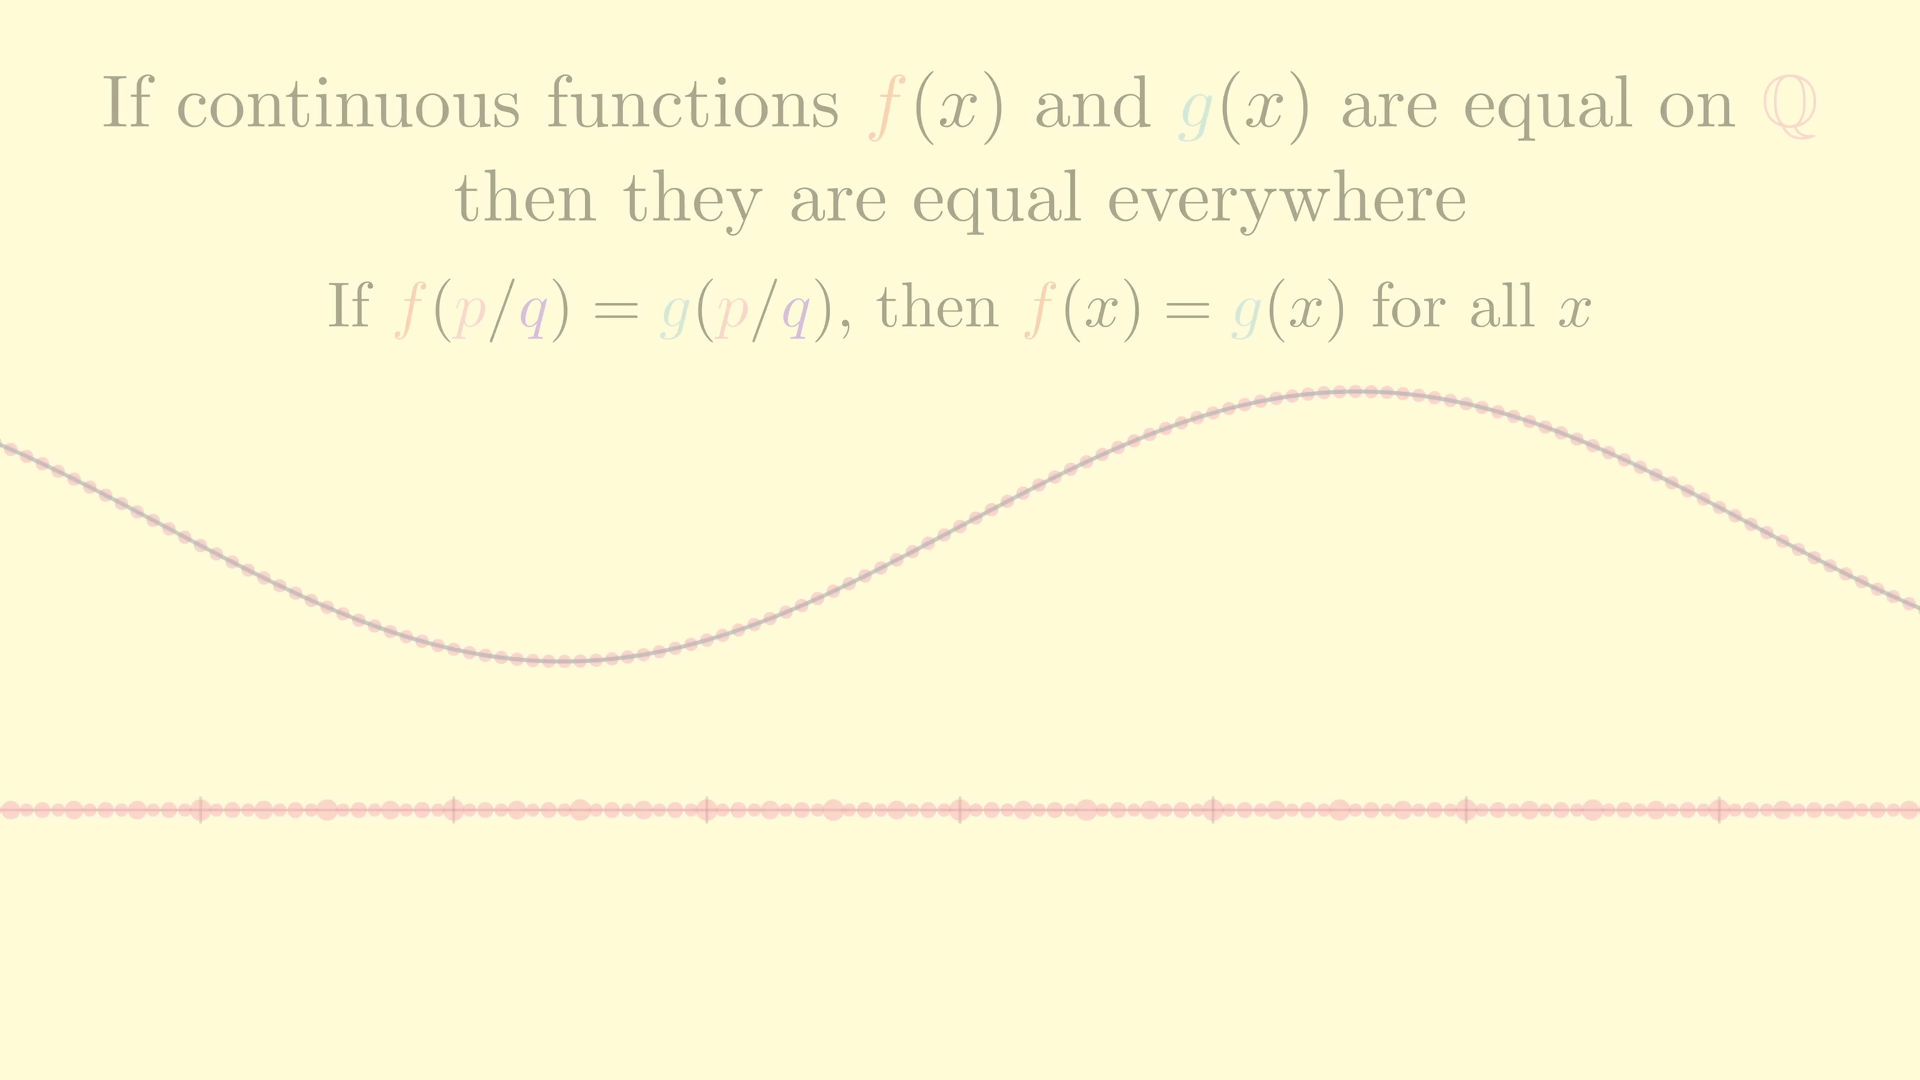 If continuous functions f(x) and g(x) are equal on ℚ
then they are equal everywhere
If f(p/q) = g(p/q), then f(x) = g(x) for all x